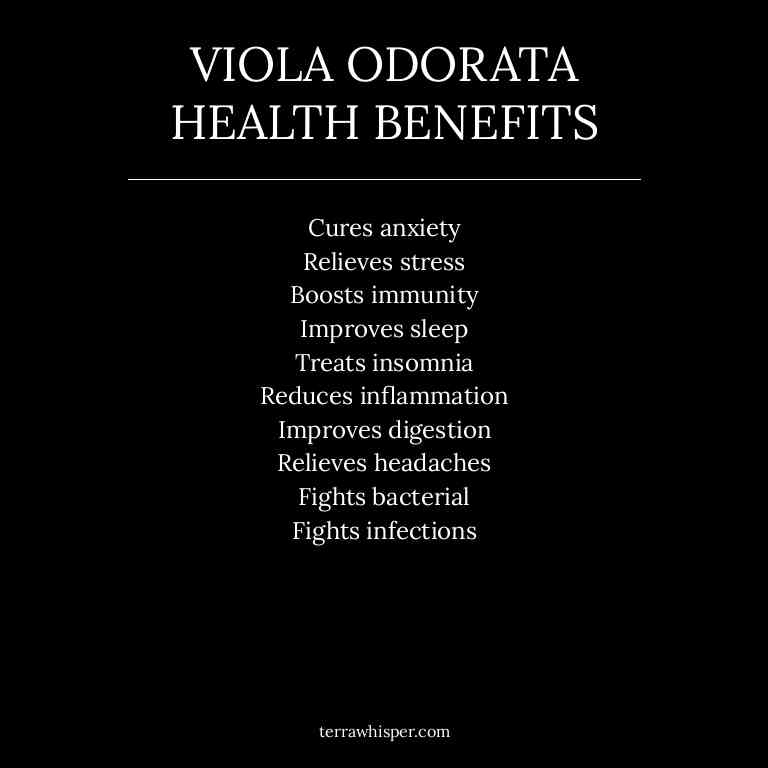 VIOLA ODORATA
HEALTH BENEFITS
Cures anxiety
Relieves stress
Boosts immunity
Improves sleep
Treats insomnia
Reduces inflammation
Improves digestion
Relieves headaches
Fights bacterial
Fights infections
terrawhisper.com